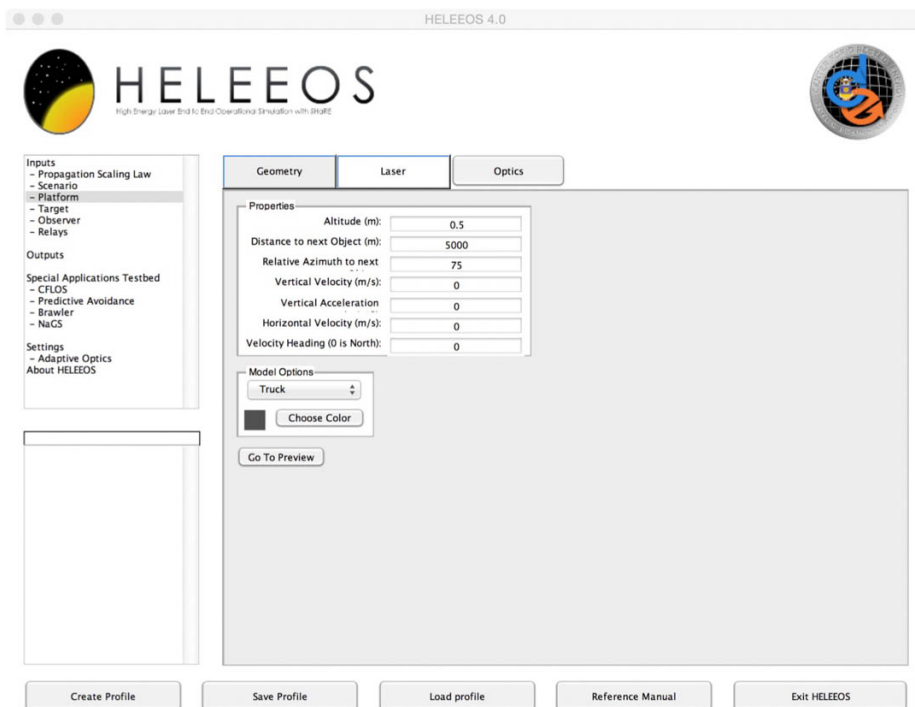 HELEEOS 4.0
HELEEOS
High Energy Laser End to End Operational Simulation with SHaRE
Inputs
– Propagation Scaling Law
– Scenario
– Platform
– Target
– Observer
– Relays
Outputs
Special Applications Testbed
– CFLOS
– Predictive Avoidance
– Brawler
– NaGS
Settings
– Adaptive Optics
About HELEEOS
Geometry
Laser
Optics
Properties
Altitude (m): 0.5
Distance to next Object (m): 5000
Relative Azimuth to next 75
Vertical Velocity (m/s): 0
Vertical Acceleration 0
Horizontal Velocity (m/s): 0
Velocity Heading (0 is North): 0
Model Options
Truck
Choose Color
Go To Preview
Create Profile
Save Profile
Load profile
Reference Manual
Exit HELEEOS